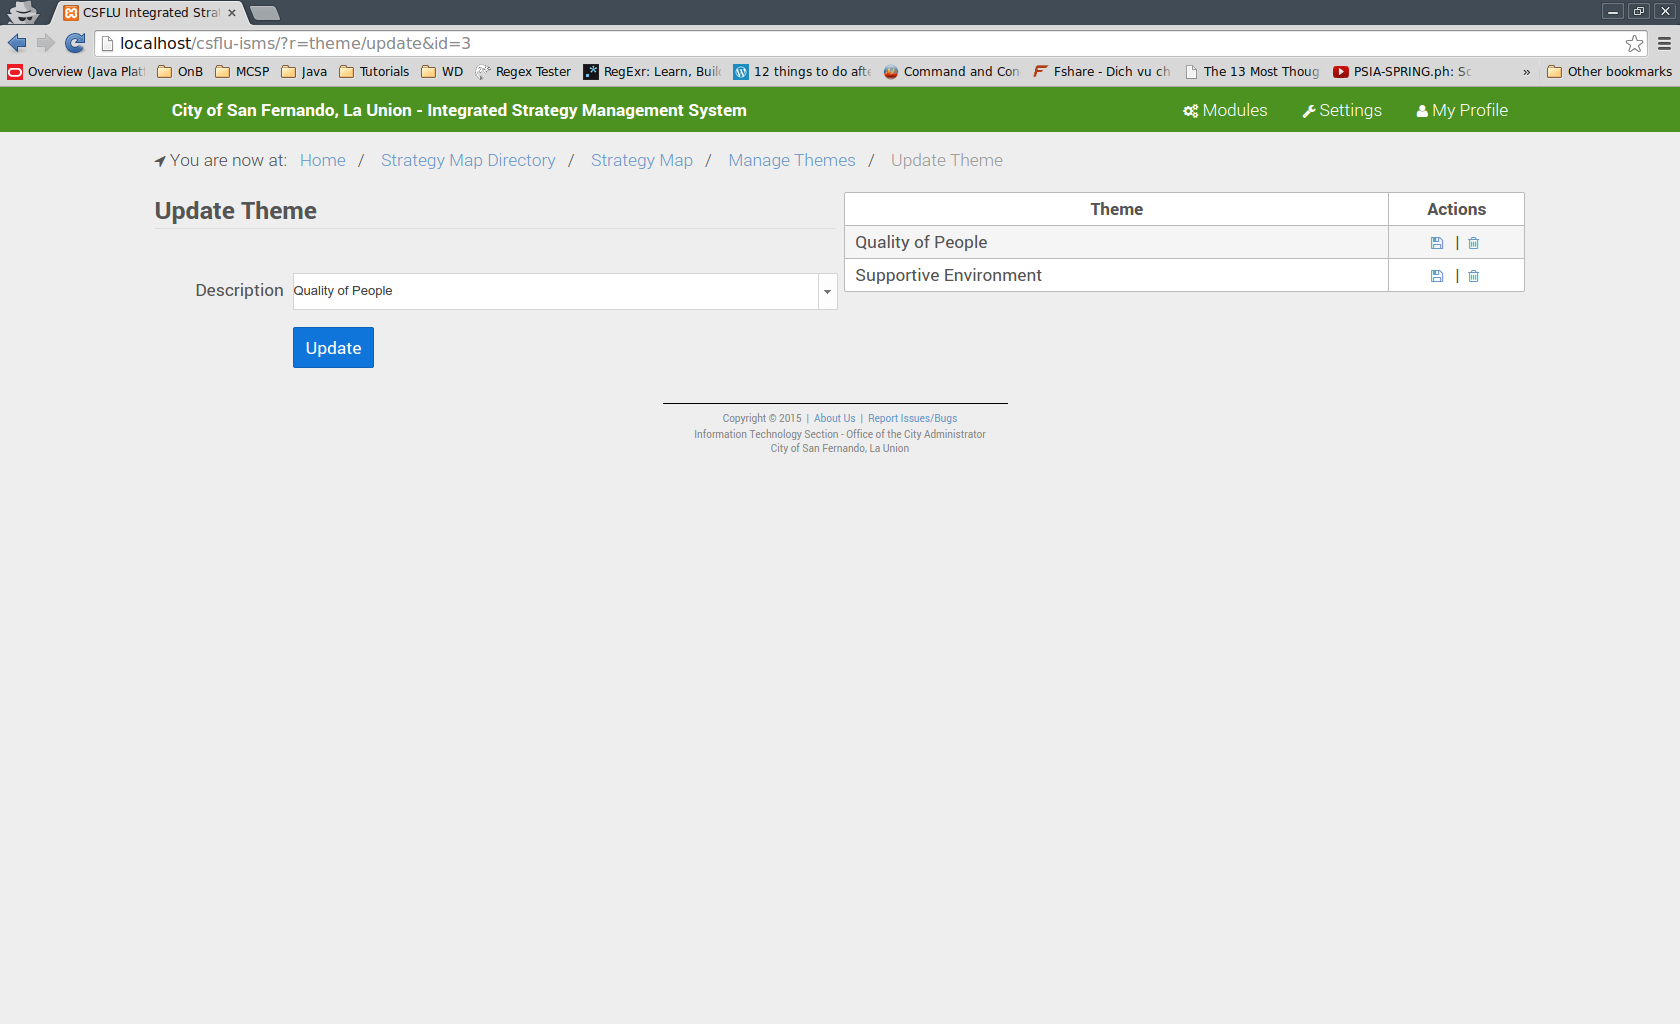 CSFLU Integrated Stra
localhost/csflu-isms/?r=theme/update&id=3
Overview (Java Plat OnB MCSP Java Tutorials WD Regex Tester RegExr: Learn, Buil 12 things to do afte Command and Con Fshare - Dich vu ch The 13 Most Thoug PSIA-SPRING.ph: Sc » Other bookmarks
City of San Fernando, La Union - Integrated Strategy Management System Modules Settings My Profile
You are now at: Home / Strategy Map Directory / Strategy Map / Manage Themes / Update Theme
Update Theme
Description Quality of People
Update
Theme Actions
Quality of People |
Supportive Environment |
Copyright © 2015 | About Us | Report Issues/Bugs
Information Technology Section - Office of the City Administrator
City of San Fernando, La Union